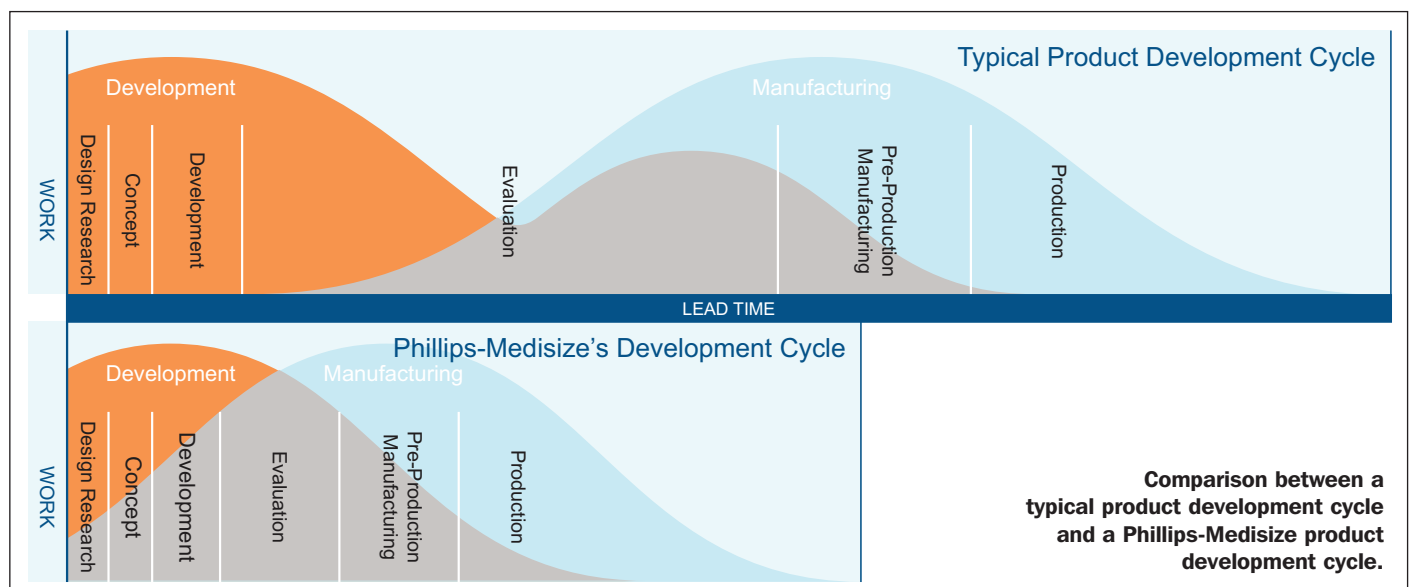 Typical Product Development Cycle
Development
Manufacturing
WORK
Design Research
Concept
Development
Evaluation
Pre-Production
Manufacturing
Production
LEAD TIME
Phillips-Medisize’s Development Cycle
Development
Manufacturing
WORK
Design Research
Concept
Development
Evaluation
Pre-Production
Manufacturing
Production
Comparison between a
typical product development cycle
and a Phillips-Medisize product
development cycle.